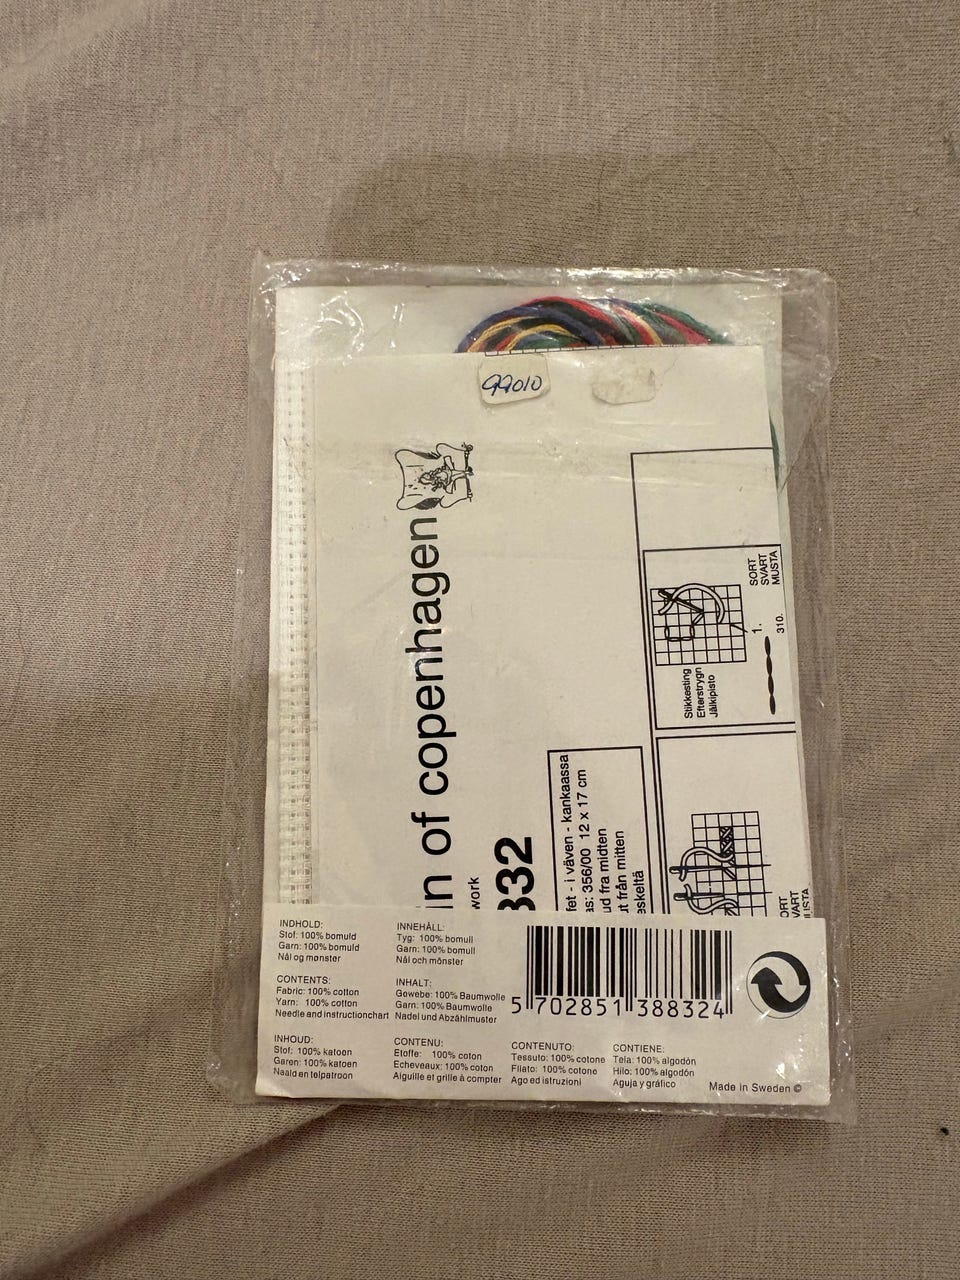 99010
in of copenhagen
work
832
fet - i väven - kankaassa
as: 356/00 12 x 17 cm
ud fra midten
ut från mitten
eskeltä
Stikkesting
Efterstrygn
Jälkipisto
1.
310.
SORT
SVART
MUSTA
INDHOLD:
Stof: 100% bomuld
Garn: 100% bomuld
Nål og mønster
INNEHÅLL:
Tyg: 100% bomull
Garn: 100% bomull
Nål och mönster
CONTENTS:
Fabric: 100% cotton
Yarn: 100% cotton
Needle and instructionchart
INHALT:
Gewebe: 100% Baumwolle
Garn: 100% Baumwolle
Nadel und Abzählmuster
5 702851 388324
INHOUD:
Stof: 100% katoen
Garen: 100% katoen
Naald en telpatroon
CONTENU:
Etoffe: 100% coton
Echeveaux: 100% coton
Aiguille et grille à compter
CONTENUTO:
Tessuto: 100% cotone
Filato: 100% cotone
Ago ed istruzioni
CONTIENE:
Tela: 100% algodón
Hilo: 100% algodón
Aguja y gráfico
Made in Sweden ©